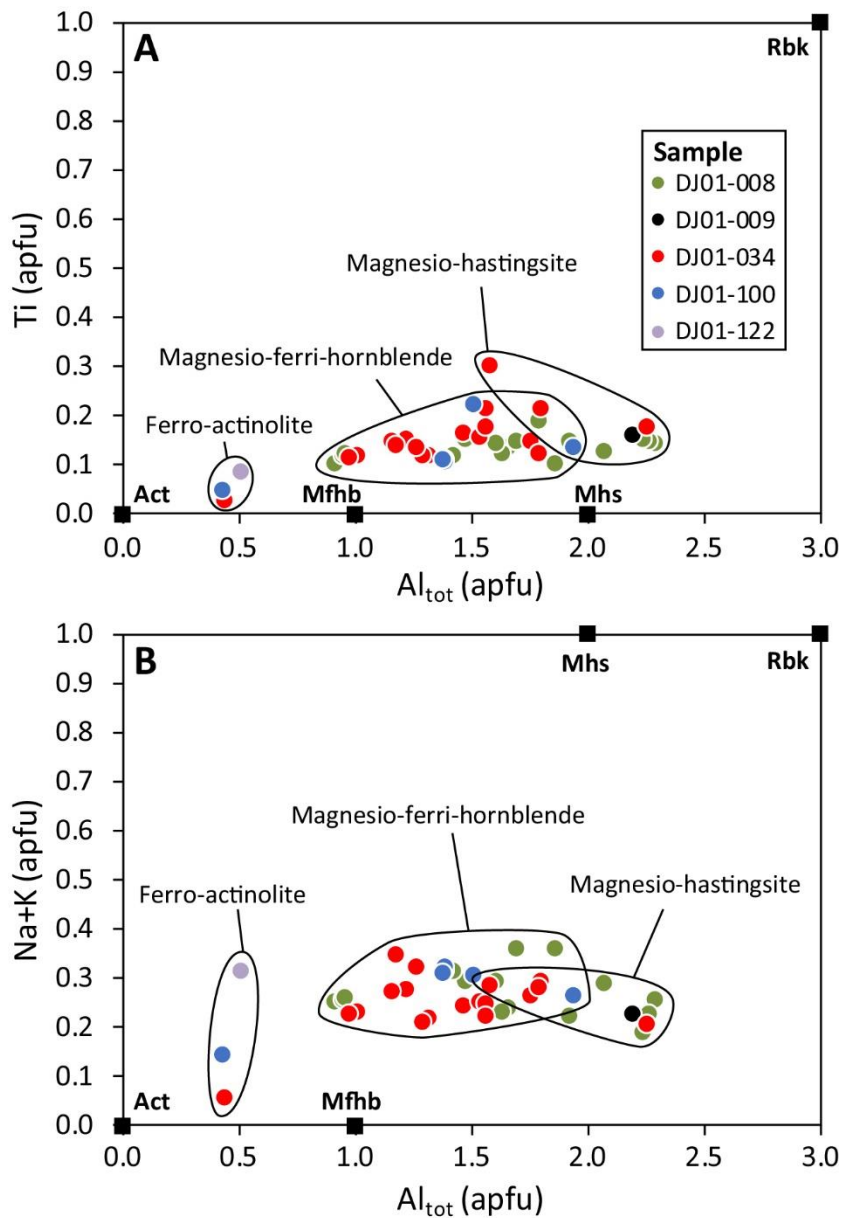 A
1.0
0.9
0.8
0.7
0.6
0.5
0.4
0.3
0.2
0.1
0.0
Ti (apfu)
Rbk
Sample
DJ01-008
DJ01-009
DJ01-034
DJ01-100
DJ01-122
Magnesio-hastingsite
Magnesio-ferri-hornblende
Ferro-actinolite
Act
Mfhb
Mhs
0.0 0.5 1.0 1.5 2.0 2.5 3.0
Altot (apfu)
B
1.0
0.9
0.8
0.7
0.6
0.5
0.4
0.3
0.2
0.1
0.0
Na+K (apfu)
Mhs
Rbk
Magnesio-ferri-hornblende
Magnesio-hastingsite
Ferro-actinolite
Act
Mfhb
0.0 0.5 1.0 1.5 2.0 2.5 3.0
Altot (apfu)